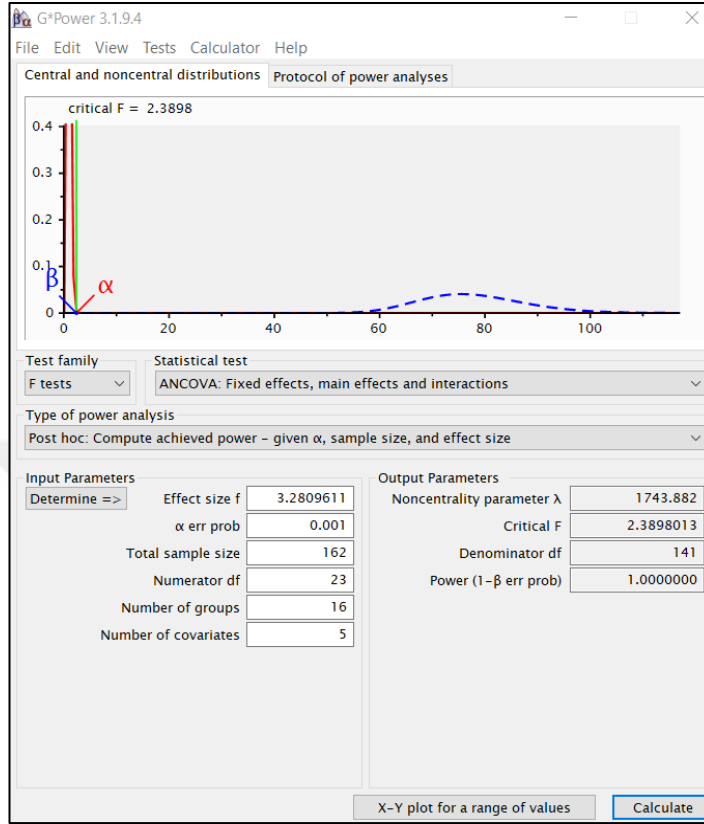 βα G*Power 3.1.9.4
File Edit View Tests Calculator Help
Central and noncentral distributions Protocol of power analyses
critical F = 2.3898
0.4
0.3
0.2
0.1
0
β
α
0 20 40 60 80 100
Test family Statistical test
F tests ANCOVA: Fixed effects, main effects and interactions
Type of power analysis
Post hoc: Compute achieved power – given α, sample size, and effect size
Input Parameters Output Parameters
Determine => Effect size f 3.2809611 Noncentrality parameter λ 1743.882
α err prob 0.001 Critical F 2.3898013
Total sample size 162 Denominator df 141
Numerator df 23 Power (1-β err prob) 1.0000000
Number of groups 16
Number of covariates 5
X-Y plot for a range of values Calculate